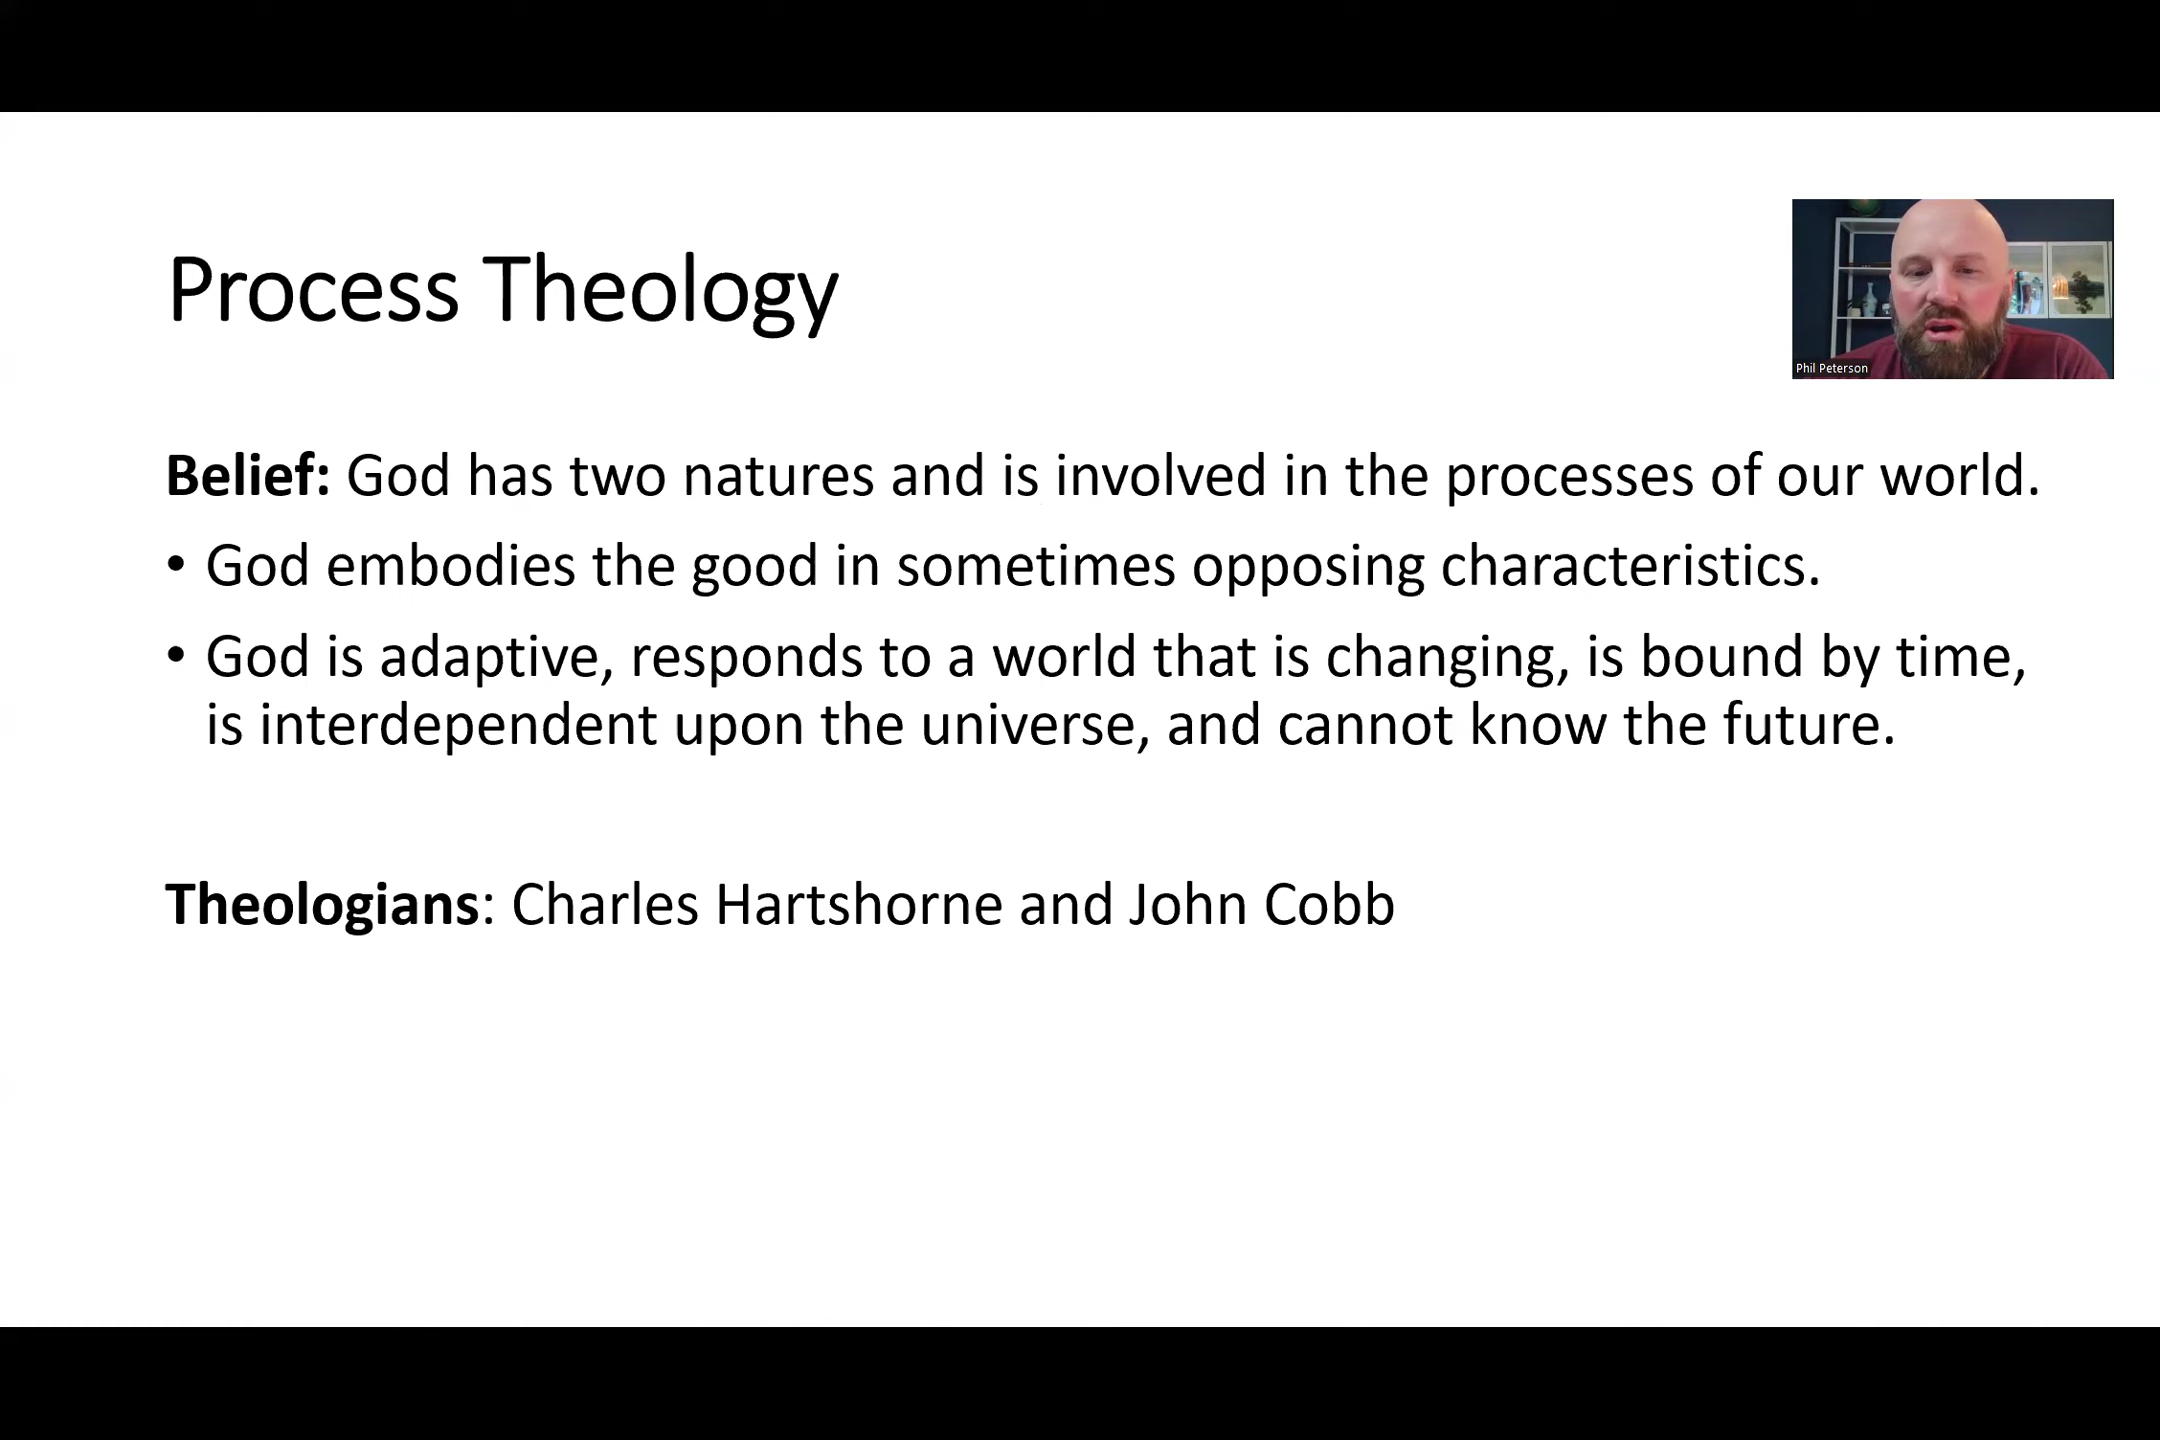 Process Theology
Phil Peterson
Belief: God has two natures and is involved in the processes of our world.
• God embodies the good in sometimes opposing characteristics.
• God is adaptive, responds to a world that is changing, is bound by time,
is interdependent upon the universe, and cannot know the future.
Theologians: Charles Hartshorne and John Cobb